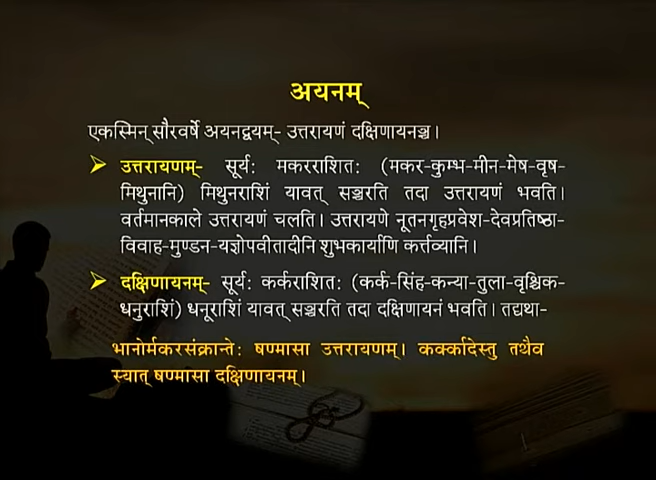 अयनम्
एकस्मिन् सौरवर्षे अयनद्वयम्- उत्तरायणं दक्षिणायनञ्च।
उत्तरायणम्- सूर्य: मकरराशित: (मकर-कुम्भ-मीन-मेष-वृष-
मिथुनानि) मिथुनराशिं यावत् सञ्चरति तदा उत्तरायणं भवति।
वर्तमानकाले उत्तरायणं चलति। उत्तरायणे नूतनगृहप्रवेश-देवप्रतिष्ठा-
विवाह-मुण्डन-यज्ञोपवीतादीनि शुभकार्याणि कर्त्तव्यानि।
दक्षिणायनम्- सूर्य: कर्कराशित: (कर्क-सिंह-कन्या-तुला-वृश्चिक-
धनुराशिं) धनूराशिं यावत् सञ्चरति तदा दक्षिणायनं भवति। तद्यथा-
भानोर्मकरसंक्रान्ते: षण्मासा उत्तरायणम्। कर्क्कादेस्तु तथैव
स्यात् षण्मासा दक्षिणायनम्।